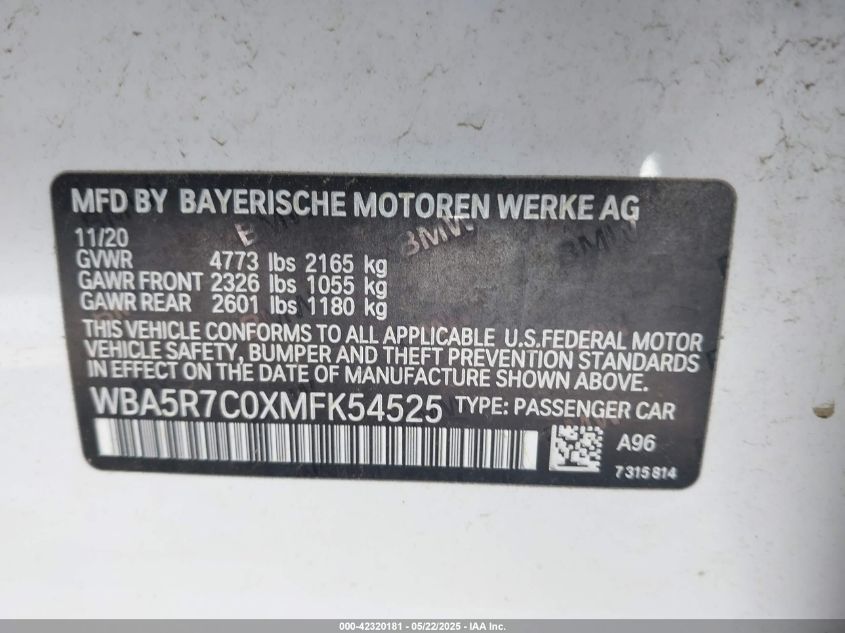 MFD BY BAYERISCHE MOTOREN WERKE AG
11/20
GVWR 4773 lbs 2165 kg
GAWR FRONT 2326 lbs 1055 kg
GAWR REAR 2601 lbs 1180 kg
THIS VEHICLE CONFORMS TO ALL APPLICABLE U.S.FEDERAL MOTOR
VEHICLE SAFETY, BUMPER AND THEFT PREVENTION STANDARDS
IN EFFECT ON THE DATE OF MANUFACTURE SHOWN ABOVE.
WBA5R7C0XMFK54525 TYPE: PASSENGER CAR
A96
7315814
000-42320181 - 05/22/2025 - IAA Inc.